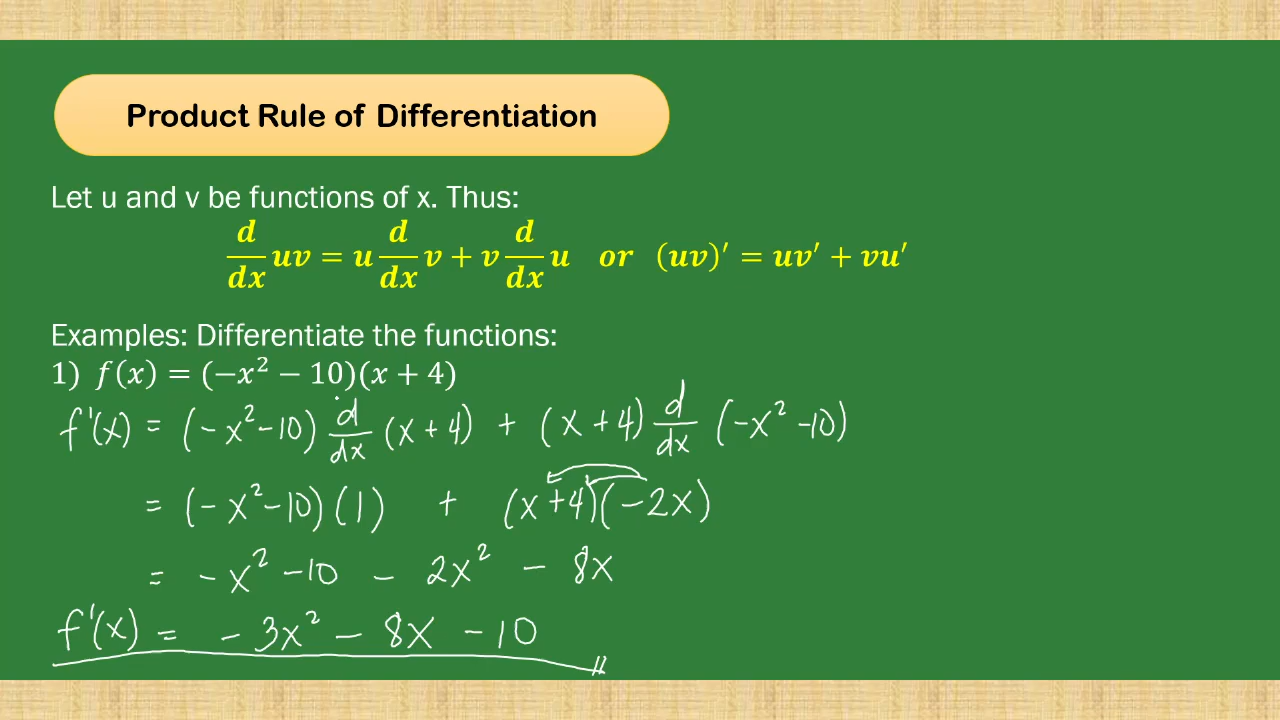 Product Rule of Differentiation
Let u and v be functions of x. Thus:
d/dx uv = u d/dx v + v d/dx u or (uv)′ = uv′ + vu′
Examples: Differentiate the functions:
1) f(x) = (−x² − 10)(x + 4)
f'(x) = (-x²-10) d/dx (x+4) + (x+4) d/dx (-x²-10)
= (-x²-10)(1) + (x+4)(-2x)
= -x² -10 - 2x² - 8x
f'(x) = -3x² - 8x - 10